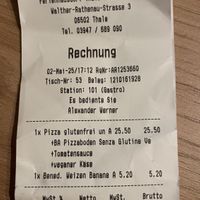 Walther-Rathenau-Strasse 3
06502 Thale
Tel. 03947 / 689 090
Rechnung
02-Mai-25/17:12 RgNr:AA1253660
Tisch-Nr: 53 Beleg: 1210161928
Station: 101 (Gastro)
Es bediente Sie
Alexander Werner
1x Pizza glutenfrei un A 25.50 25.50
+BA Pizzaboden Senza Glutine Ve
+Tomatensauce
+veganer Käse
1x Bened. Weizen Banana A 5.20 5.20
MwSt % Netto MwSt. Brutto